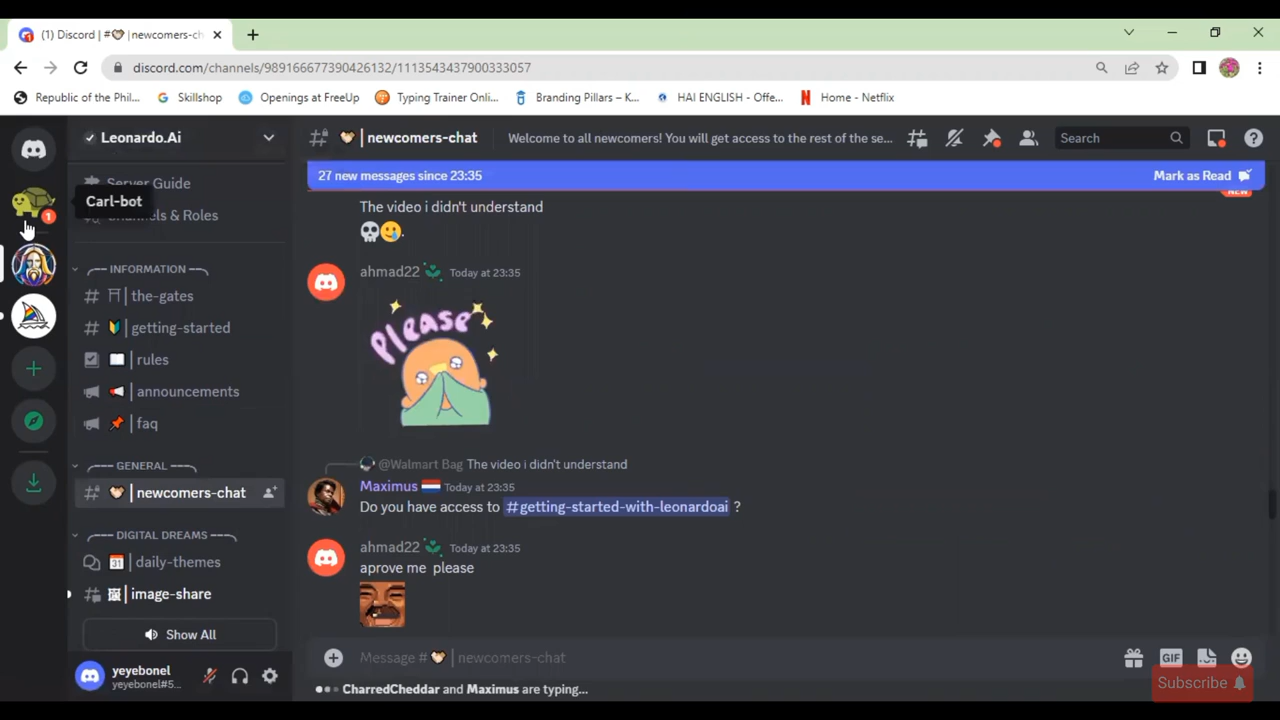 (1) Discord | # | newcomers-ch
discord.com/channels/989166677390426132/1113543437900333057
Republic of the Phil...
Skillshop
Openings at FreeUp
Typing Trainer Onli...
Branding Pillars – K...
HAI ENGLISH - Offe...
Home - Netflix
Leonardo.Ai
Server Guide
Carl-bot
1
Channels & Roles
INFORMATION
the-gates
getting-started
rules
announcements
faq
GENERAL
newcomers-chat
DIGITAL DREAMS
daily-themes
image-share
Show All
yeyebonel
yeyebonel#5...
| newcomers-chat
Welcome to all newcomers! You will get access to the rest of the se...
Search
27 new messages since 23:35
Mark as Read
NEW
The video i didn't understand
ahmad22 Today at 23:35
please
@Walmart Bag The video i didn't understand
Maximus Today at 23:35
Do you have access to #getting-started-with-leonardoai ?
ahmad22 Today at 23:35
aprove me please
Message # | newcomers-chat
GIF
CharredCheddar and Maximus are typing...
Subscribe